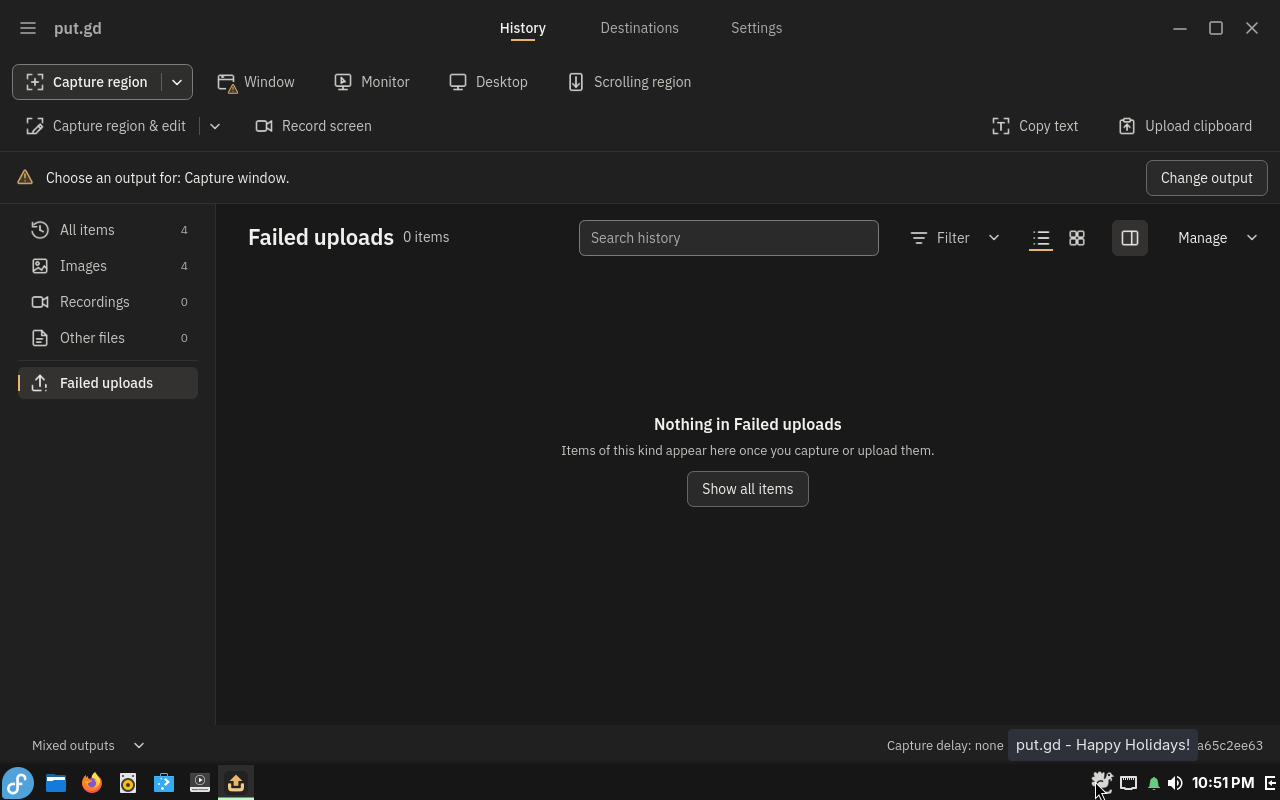 put.gd
History
Destinations
Settings
Capture region
Window
Monitor
Desktop
Scrolling region
Capture region & edit
Record screen
Copy text
Upload clipboard
Choose an output for: Capture window.
Change output
All items 4
Images 4
Recordings 0
Other files 0
Failed uploads
Failed uploads 0 items
Search history
Filter
Manage
Nothing in Failed uploads
Items of this kind appear here once you capture or upload them.
Show all items
Mixed outputs
Capture delay: none
put.gd - Happy Holidays!
a65c2ee63
10:51 PM